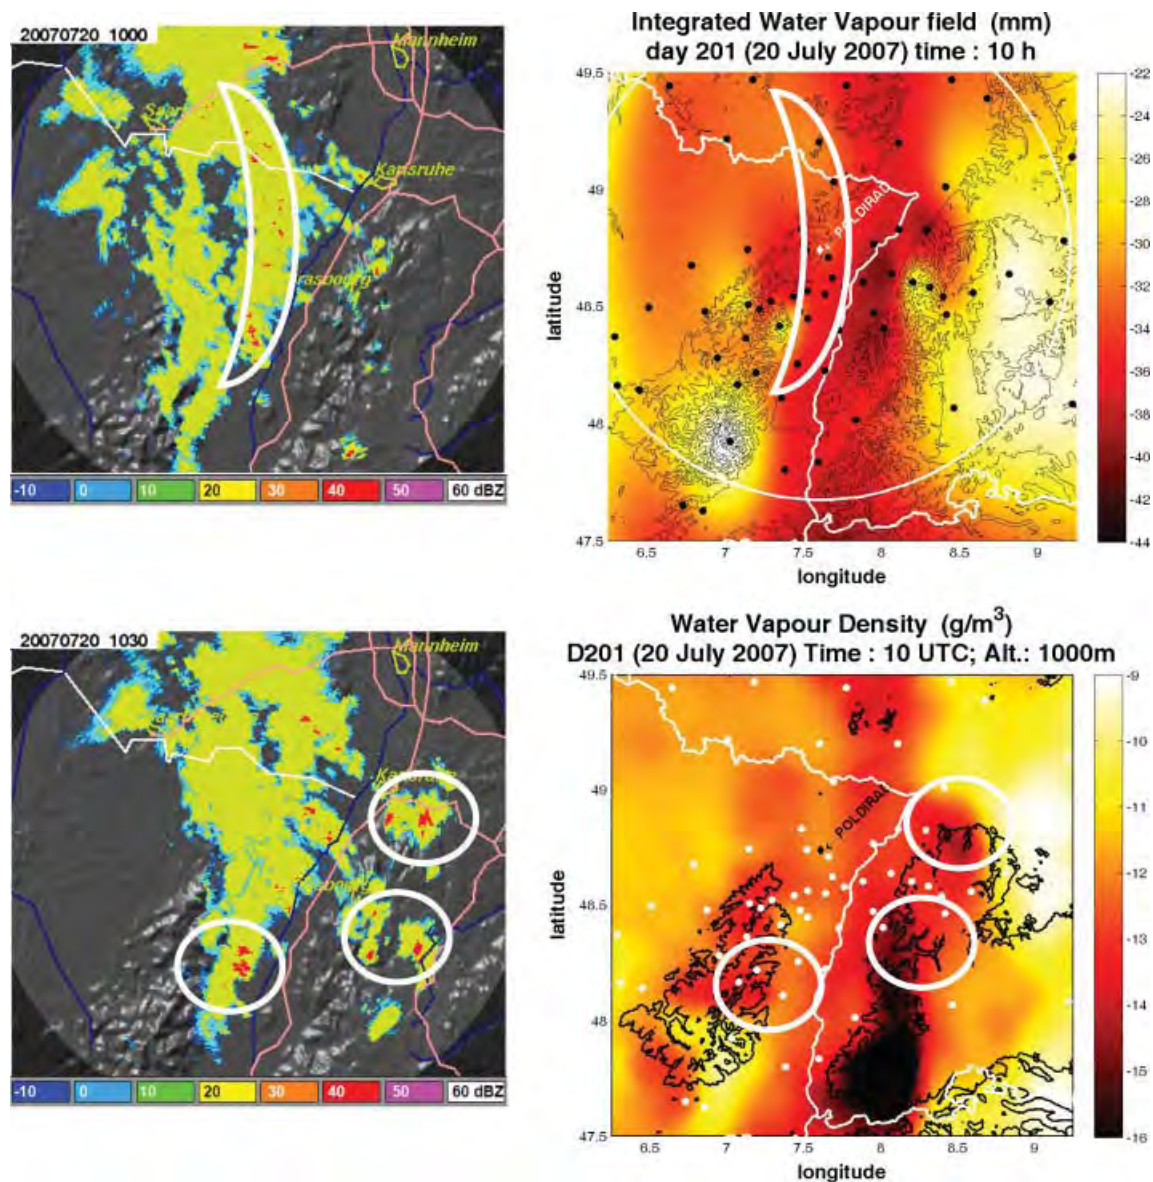 20070720 1000
Mannheim
Karlsruhe
-10 0 10 20 30 40 50 60 dBZ
Integrated Water Vapour field (mm)
day 201 (20 July 2007) time : 10 h
49.5
49
48.5
48
47.5
latitude
POLDIRAD
6.5 7 7.5 8 8.5 9
longitude
-22
-24
-26
-28
-30
-32
-34
-36
-38
-40
-42
-44
20070720 1030
Mannheim
Karlsruhe
-10 0 10 20 30 40 50 60 dBZ
Water Vapour Density (g/m³)
D201 (20 July 2007) Time : 10 UTC; Alt.: 1000m
49.5
49
48.5
48
47.5
latitude
POLDIRAD
6.5 7 7.5 8 8.5 9
longitude
-9
-10
-11
-12
-13
-14
-15
-16